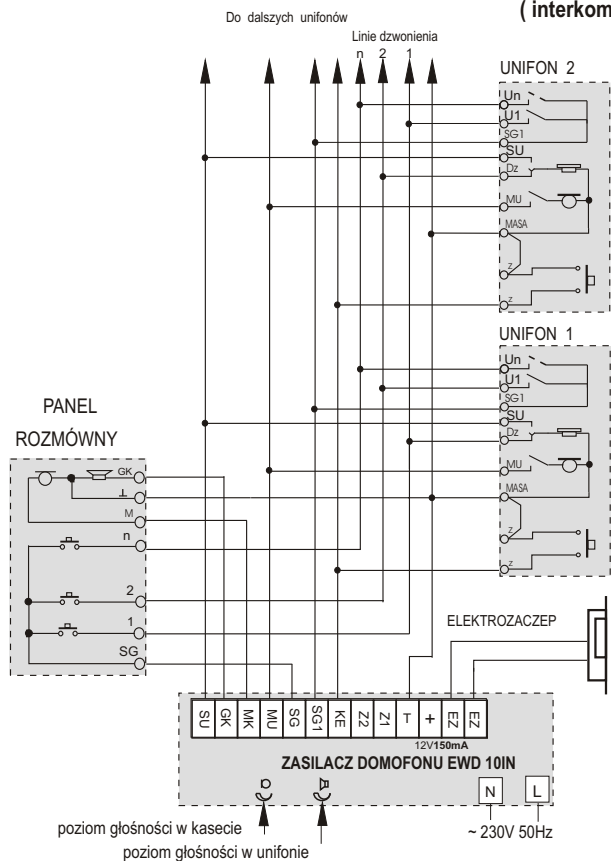 ( interkom
Do dalszych unifonów
Linie dzwonienia
n 2 1
UNIFON 2
Un
U1
SG1
SU
Dz
MU
MASA
z
z
UNIFON 1
Un
U1
SG1
SU
Dz
MU
MASA
z
z
PANEL
ROZMÓWNY
GK
⊥
M
n
2
1
SG
ELEKTROZACZEP
SU GK MK MU SG SG1 KE Z2 Z1 T + EZ EZ
12V150mA
ZASILACZ DOMOFONU EWD 10IN
N L
poziom głośności w kasecie
~ 230V 50Hz
poziom głośności w unifonie